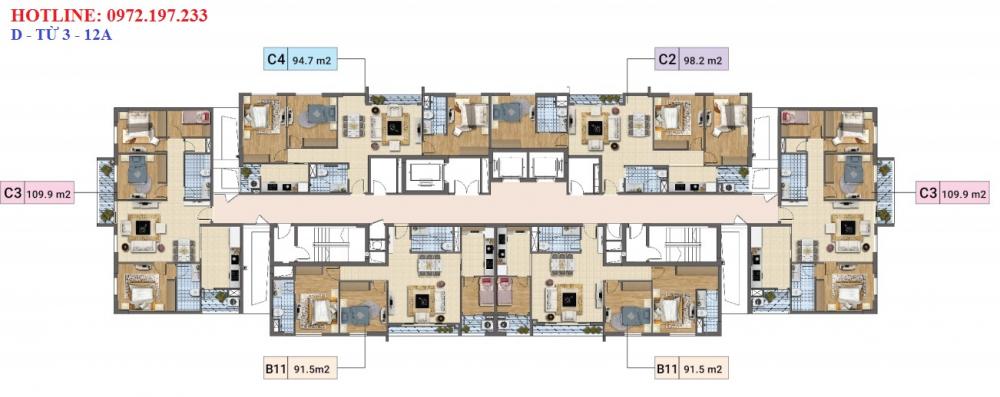 HOTLINE: 0972.197.233
D - TỪ 3 - 12A
C4 94.7 m2
C2 98.2 m2
C3 109.9 m2
C3 109.9 m2
B11 91.5m2
B11 91.5 m2